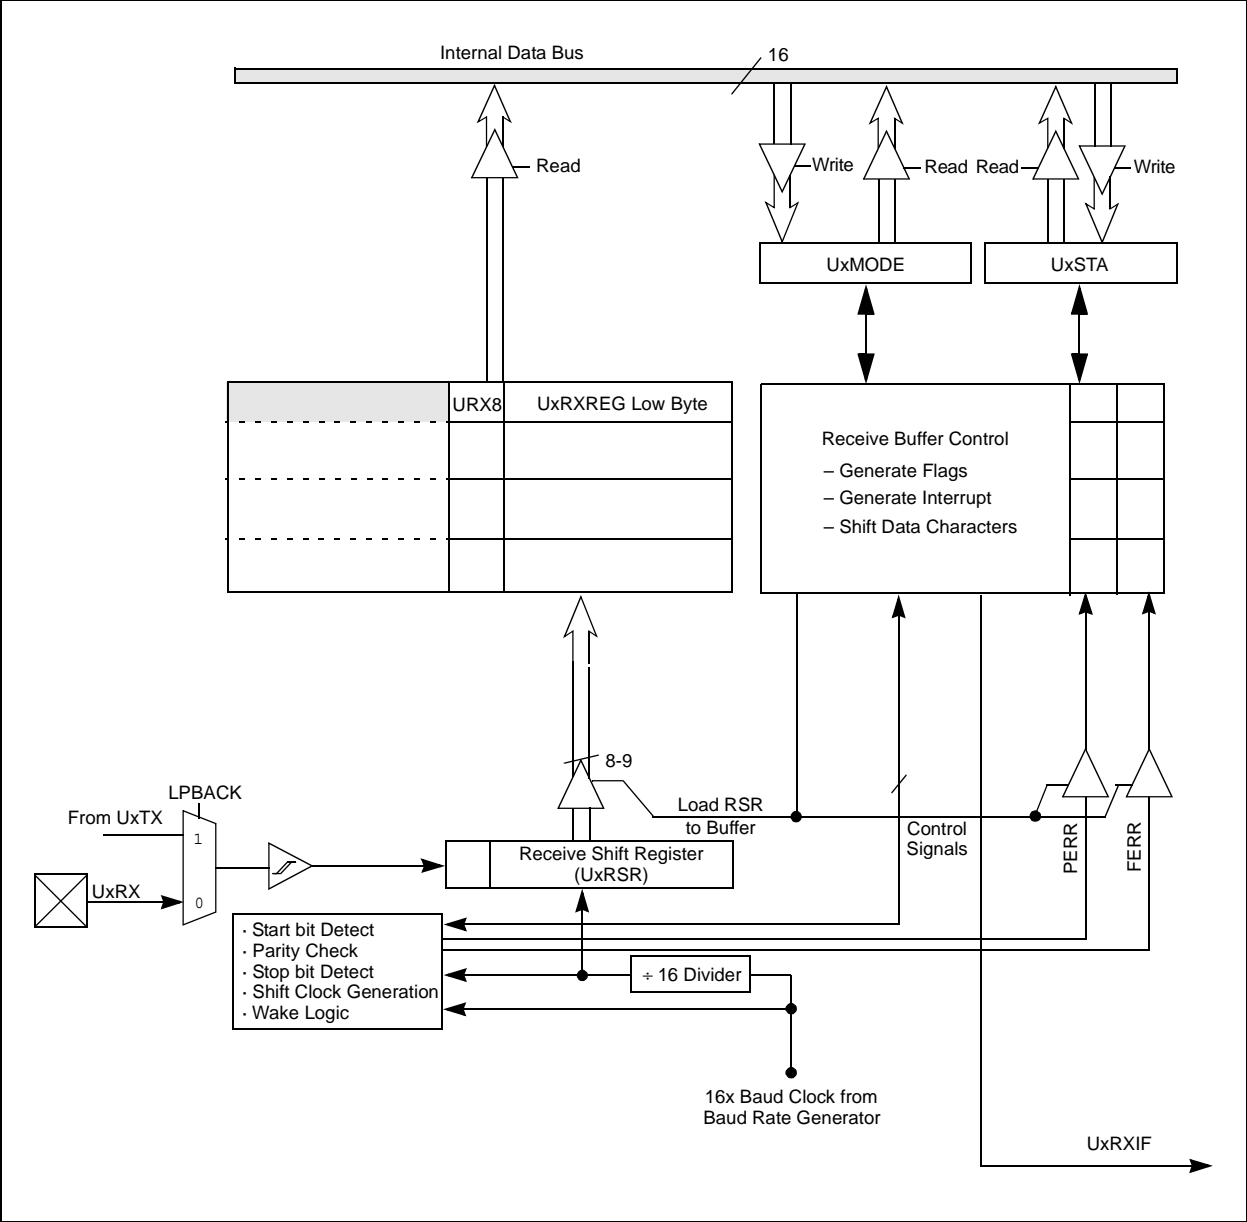 Internal Data Bus
16
Read
Write
Read
Read
Write
UxMODE
UxSTA
URX8
UxRXREG Low Byte
Receive Buffer Control
– Generate Flags
– Generate Interrupt
– Shift Data Characters
8-9
LPBACK
From UxTX
1
Load RSR
to Buffer
Control
Signals
PERR
FERR
Receive Shift Register
(UxRSR)
UxRX
0
· Start bit Detect
· Parity Check
· Stop bit Detect
· Shift Clock Generation
· Wake Logic
÷ 16 Divider
16x Baud Clock from
Baud Rate Generator
UxRXIF